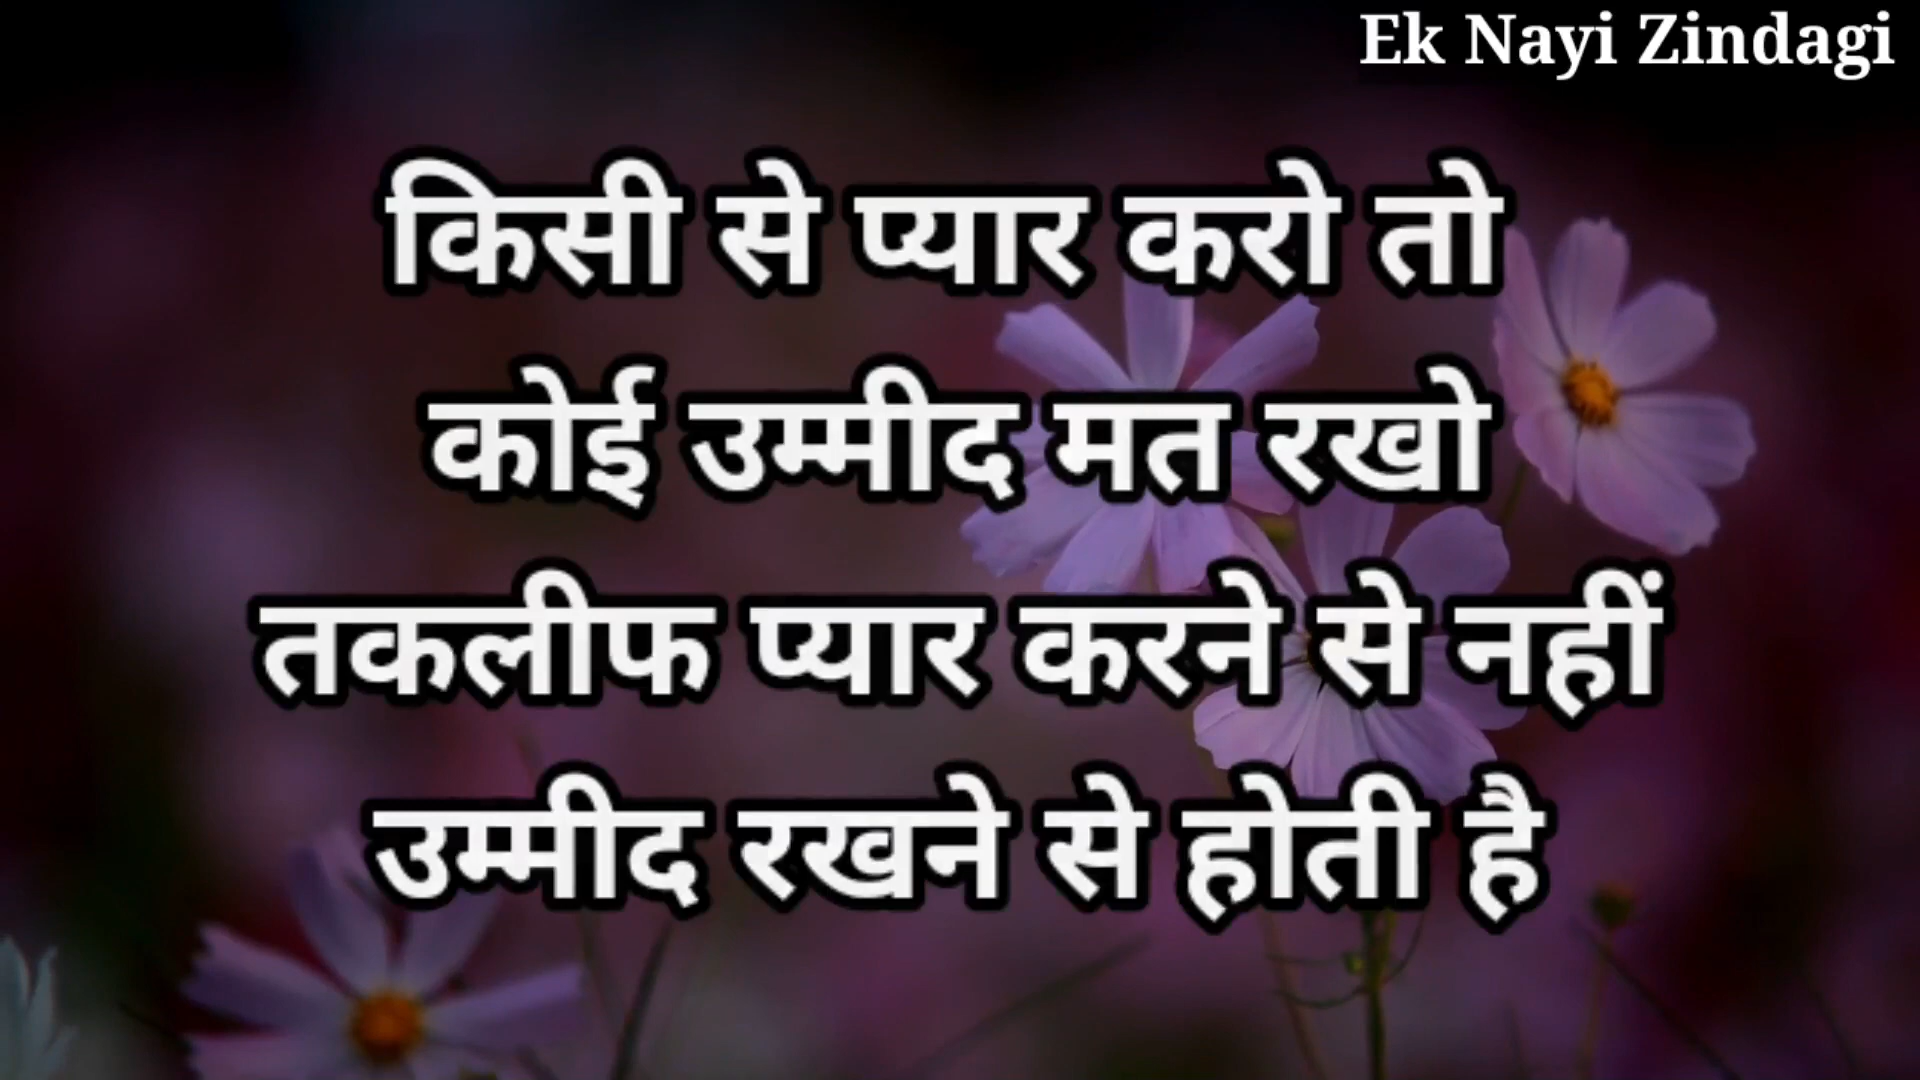 Ek Nayi Zindagi
किसी से प्यार करो तो
कोई उम्मीद मत रखो
तकलीफ प्यार करने से नहीं
उम्मीद रखने से होती है